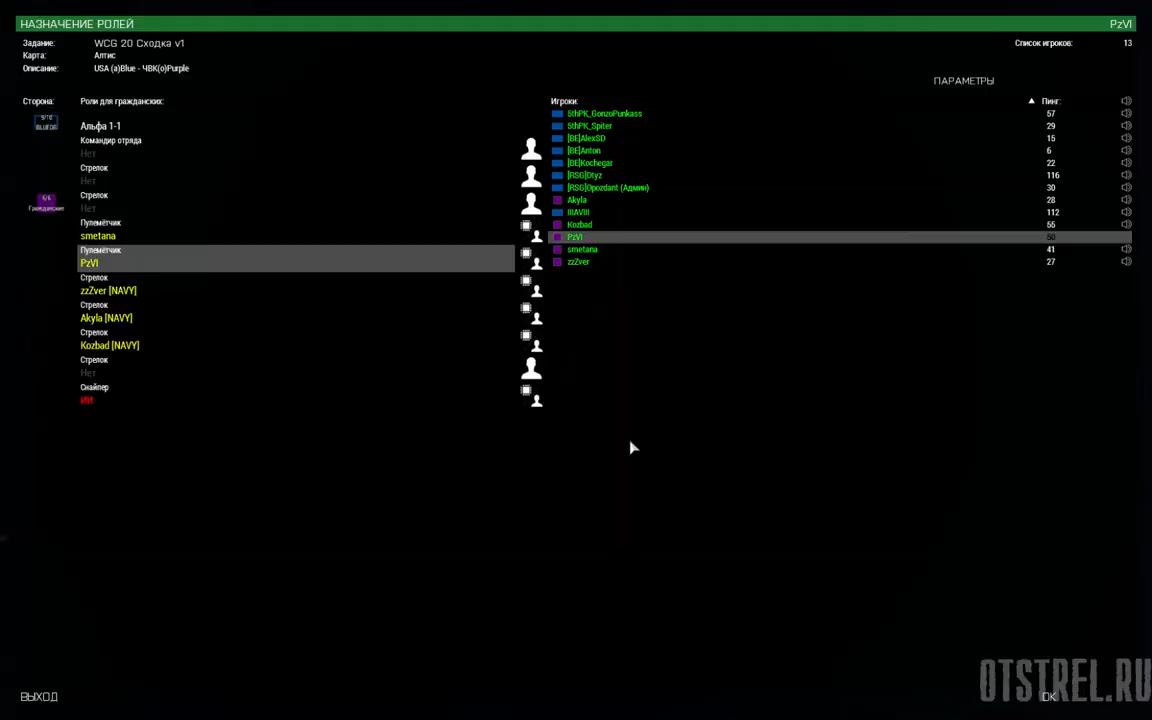 НАЗНАЧЕНИЕ РОЛЕЙ PzVI
Задание: WCG 20 Сходка v1 Список игроков: 13
Карта: Алтис
Описание: USA (a)Blue - ЧВК(o)Purple
ПАРАМЕТРЫ
Сторона: Роли для гражданских: Игроки: Пинг:
BLUFOR
Гражданские
Альфа 1-1
Командир отряда
Нет
Стрелок
Нет
Стрелок
Нет
Пулемётчик
smetana
Пулемётчик
PzVI
Стрелок
zzZver [NAVY]
Стрелок
Akyla [NAVY]
Стрелок
Kozbad [NAVY]
Стрелок
Нет
Снайпер
ИИ
5thPK_GonzoPunkass 57
5thPK_Spiter 29
[BE]AlexSD 15
[BE]Anton 6
[BE]Kochegar 22
[RSG]Dtyz 116
[RSG]Opozdant (Админ) 30
Akyla 28
IIIAVIII 112
Kozbad 55
PzVI 50
smetana 41
zzZver 27
ВЫХОД
OTSTREL.RU
OK